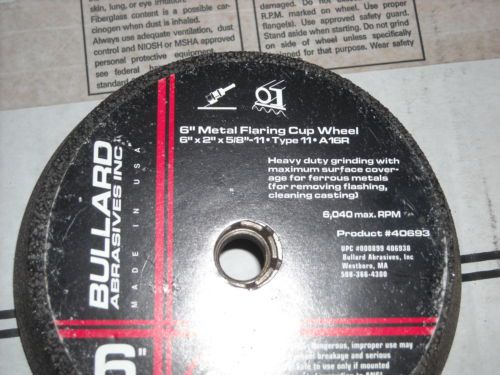 skin, lung, or eye irritation.
Fiberglass content is a possible car-
cinogen when dust is inhaled.
Always use adequate ventilation, dust
control and NIOSH or MSHA approved
personal protective equipment
see federal
standard
damaged. Do not
R.P.M. marked on wheel. Use proper
flange(s). Use approved safety guard.
Stand aside when starting. Do not grind
on side of wheel unless specifically
designed for that purpose. Wear safety
6" Metal Flaring Cup Wheel
6" x 2" x 5/8"-11 • Type 11 • A16R
Heavy duty grinding with
maximum surface cover-
age for ferrous metals
(for removing flashing,
cleaning casting)
6,040 max. RPM
Product #40693
UPC #000899 406938
Bullard Abrasives, Inc
Westboro, MA
508-366-4300
BULLARD
ABRASIVES INC.
MADE IN USA
6"
dangerous, improper use may
wheel breakage and serious
safe to use only if mounted
according to ANSI